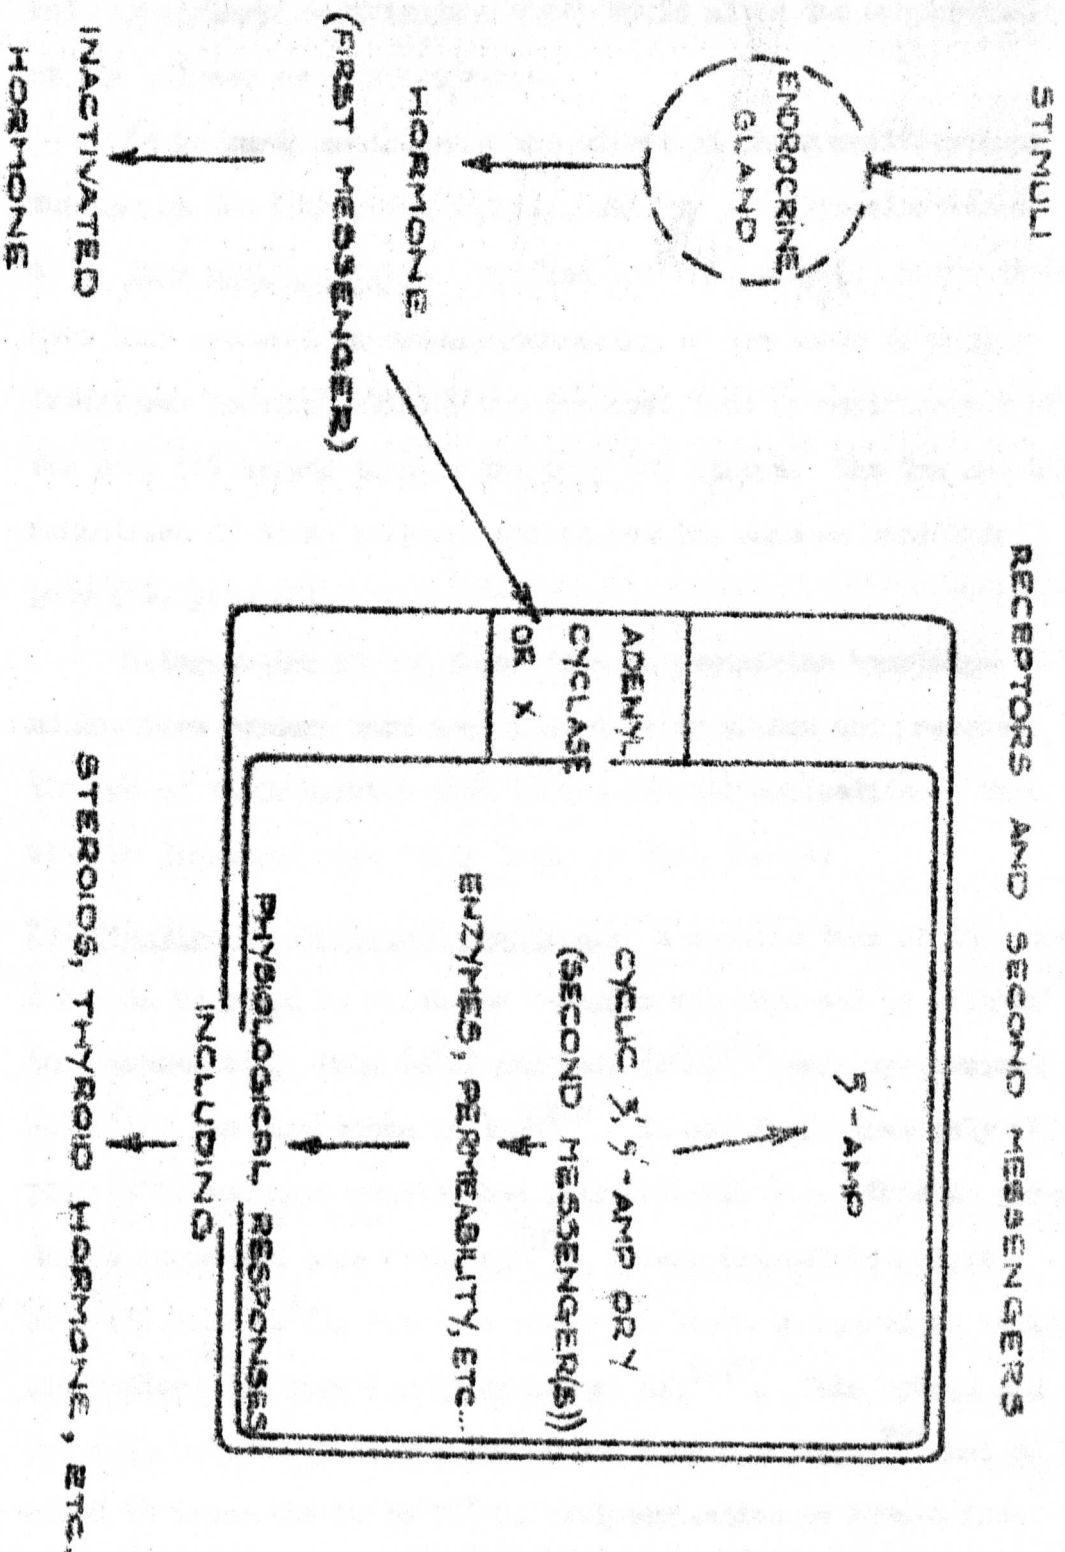 RECEPTORS AND SECOND MESSENGERS
STIMULI
ENDOCRINE
GLAND
HORMONE
(FIRST MESSENGER)
INACTIVATED
HORMONE
ADENYL
CYCLASE
OR X
5'-AMP
CYCLIC 3'5'-AMP OR Y
(SECOND MESSENGER(S))
ENZYMES, PERMEABILITY, ETC...
PHYSIOLOGICAL RESPONSES
INCLUDING
STEROIDS, THYROID HORMONE, ETC.